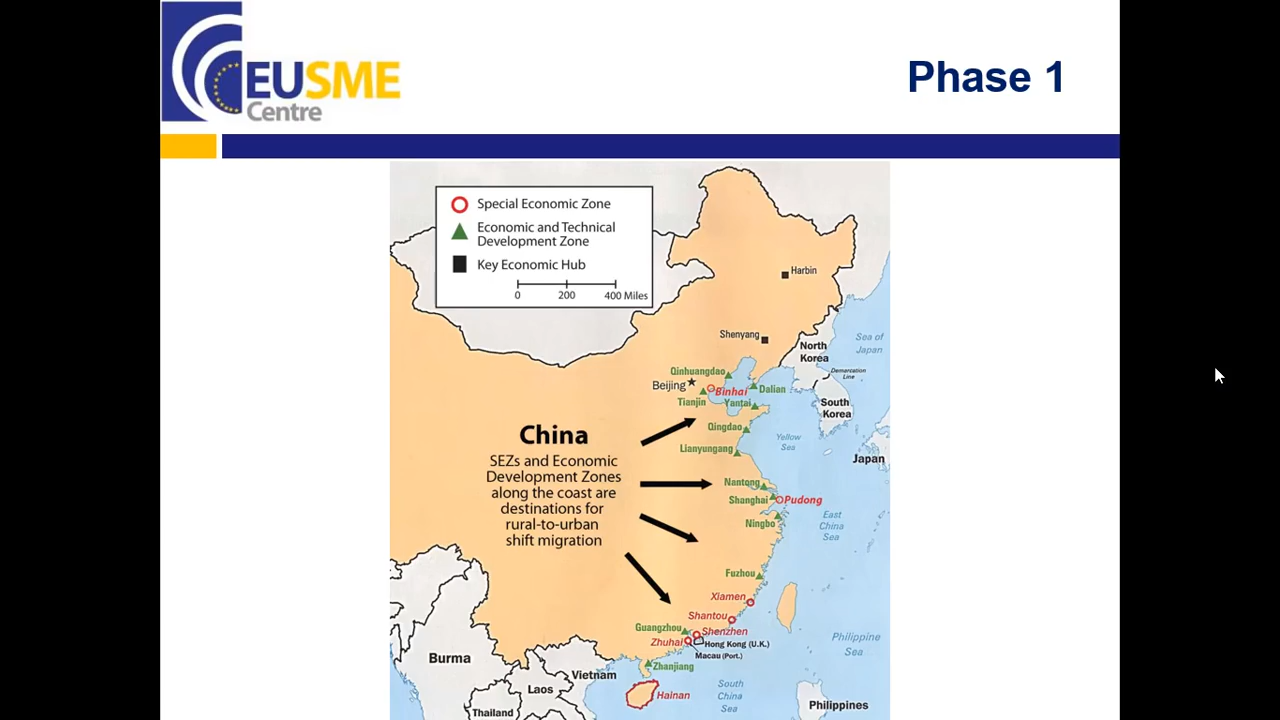 EUSME
Centre
Phase 1
Special Economic Zone
Economic and Technical
Development Zone
Key Economic Hub
0 200 400 Miles
Harbin
Shenyang
North
Korea
Sea of
Japan
Demarcation
Line
Qinhuangdao
Beijing
Binhai
Dalian
Tianjin
Yantai
South
Korea
Qingdao
Yellow
Sea
Lianyungang
Japan
China
SEZs and Economic
Development Zones
along the coast are
destinations for
rural-to-urban
shift migration
Nantong
Shanghai
Pudong
Ningbo
East
China
Sea
Fuzhou
Xiamen
Shantou
Guangzhou
Shenzhen
Zhuhai
Hong Kong (U.K.)
Macau (Port.)
Philippine
Sea
Burma
Vietnam
Zhanjiang
Laos
Hainan
South
China
Sea
Thailand
Philippines